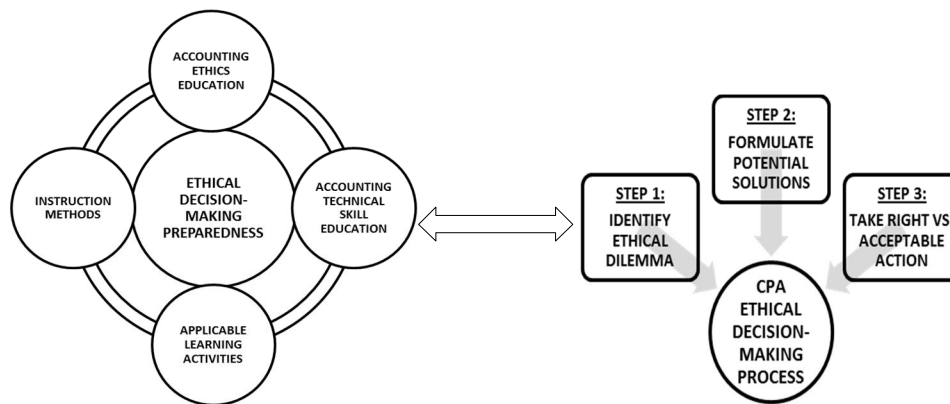 ACCOUNTING
ETHICS
EDUCATION
INSTRUCTION
METHODS
ETHICAL
DECISION-
MAKING
PREPAREDNESS
ACCOUNTING
TECHNICAL
SKILL
EDUCATION
APPLICABLE
LEARNING
ACTIVITIES
STEP 1:
IDENTIFY
ETHICAL
DILEMMA
STEP 2:
FORMULATE
POTENTIAL
SOLUTIONS
STEP 3:
TAKE RIGHT VS
ACCEPTABLE
ACTION
CPA
ETHICAL
DECISION-
MAKING
PROCESS